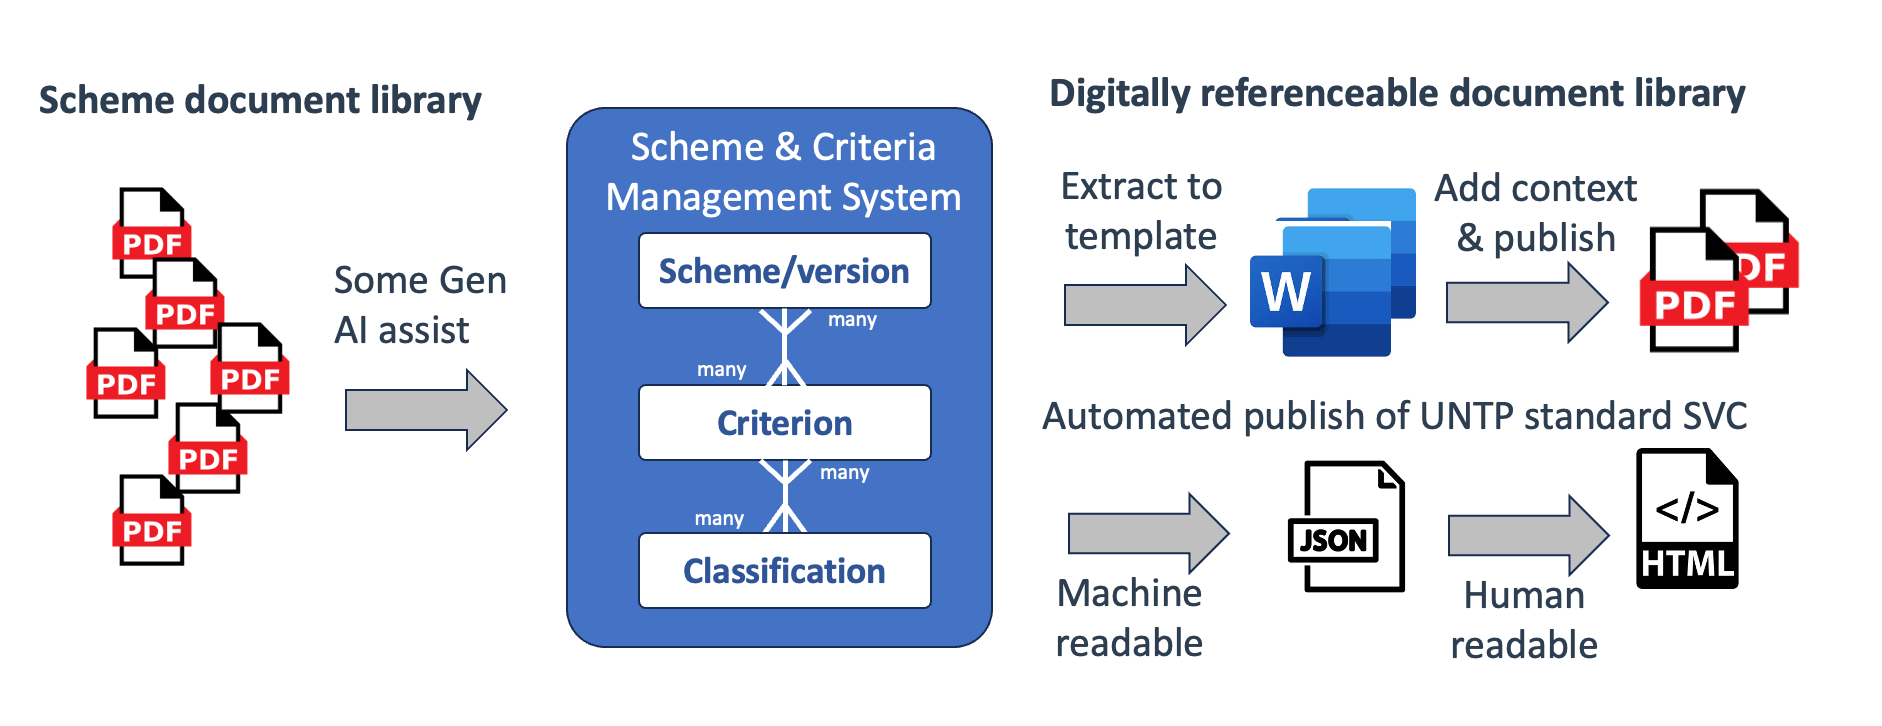 Scheme document library
PDF
PDF
PDF
PDF
PDF
PDF
Some Gen
AI assist
Scheme & Criteria
Management System
Scheme/version
many
many
Criterion
many
many
Classification
Digitally referenceable document library
Extract to
template
W
Add context
& publish
PDF
DF
Automated publish of UNTP standard SVC
Machine
readable
JSON
Human
readable
</>
HTML